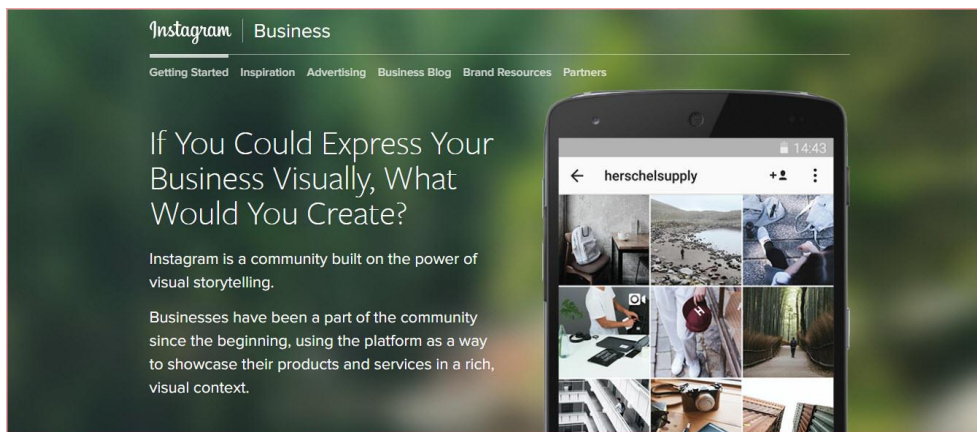 Instagram Business
Getting Started Inspiration Advertising Business Blog Brand Resources Partners
If You Could Express Your
Business Visually, What
Would You Create?
Instagram is a community built on the power of
visual storytelling.
Businesses have been a part of the community
since the beginning, using the platform as a way
to showcase their products and services in a rich,
visual context.
14:43
herschelsupply
H